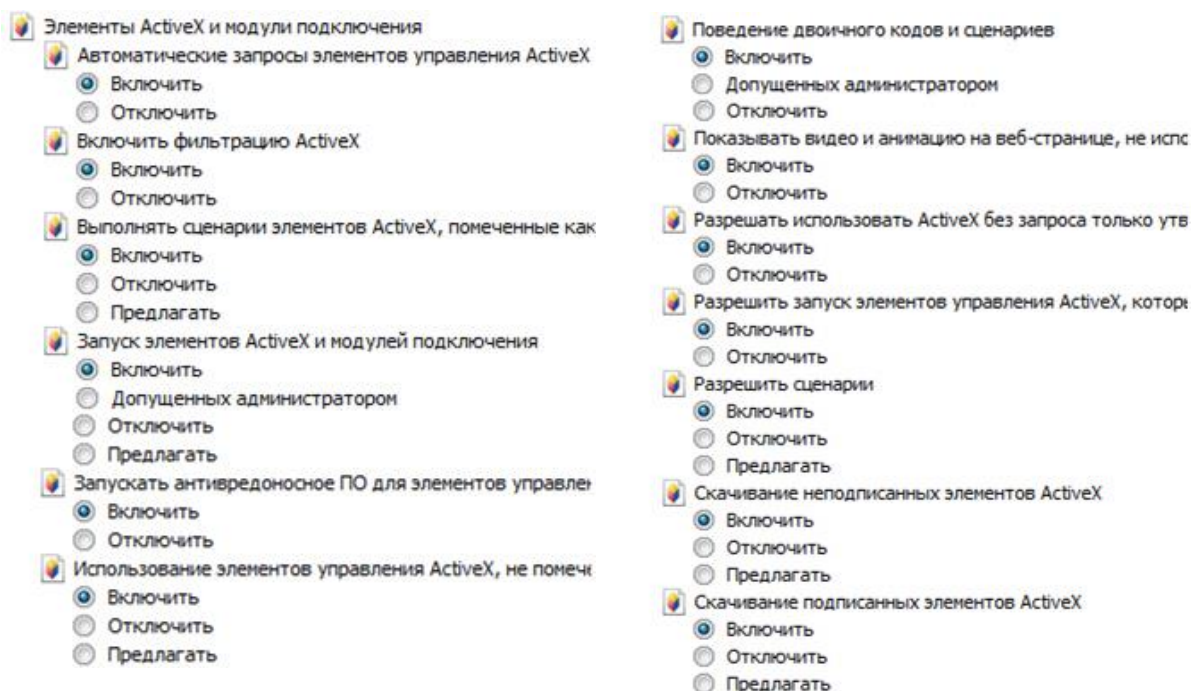 Элементы ActiveX и модули подключения
Автоматические запросы элементов управления ActiveX
Включить
Отключить
Включить фильтрацию ActiveX
Включить
Отключить
Выполнять сценарии элементов ActiveX, помеченные как
Включить
Отключить
Предлагать
Запуск элементов ActiveX и модулей подключения
Включить
Допущенных администратором
Отключить
Предлагать
Запускать антивредоносное ПО для элементов управлен
Включить
Отключить
Использование элементов управления ActiveX, не помече
Включить
Отключить
Предлагать
Поведение двоичного кодов и сценариев
Включить
Допущенных администратором
Отключить
Показывать видео и анимацию на веб-странице, не испо
Включить
Отключить
Разрешать использовать ActiveX без запроса только утв
Включить
Отключить
Разрешить запуск элементов управления ActiveX, которы
Включить
Отключить
Разрешить сценарии
Включить
Отключить
Предлагать
Скачивание неподписанных элементов ActiveX
Включить
Отключить
Предлагать
Скачивание подписанных элементов ActiveX
Включить
Отключить
Предлагать